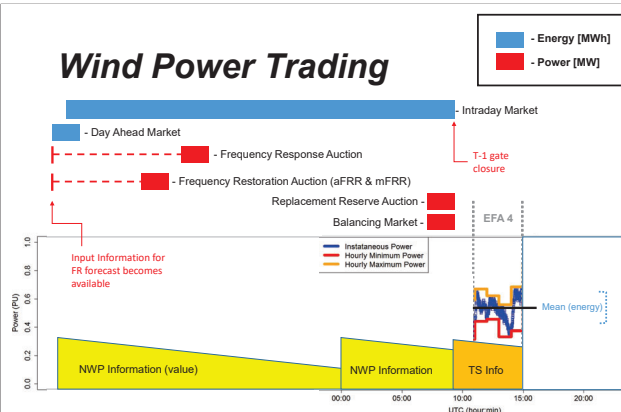 Wind Power Trading
- Energy [MWh]
- Power [MW]
- Intraday Market
- Day Ahead Market
- Frequency Response Auction
T-1 gate
closure
- Frequency Restoration Auction (aFRR & mFRR)
Replacement Reserve Auction -
Balancing Market -
EFA 4
Input Information for
FR forecast becomes
available
Instataneous Power
Hourly Minimum Power
Hourly Maximum Power
Mean (energy)
Power (PU)
1.0
0.8
0.6
0.4
0.2
0.0
NWP Information (value)
NWP Information
TS Info
00:00 05:00 10:00 15:00 20:00
UTC (hour:min)